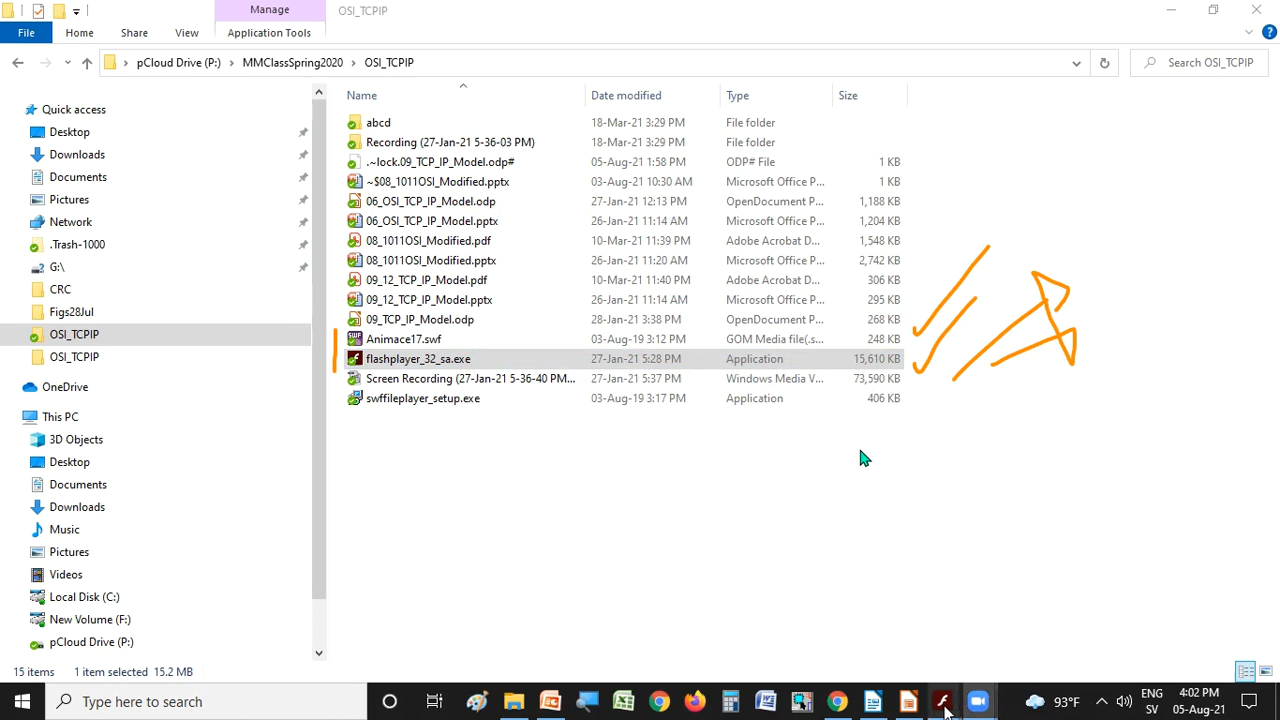 Manage
OSI_TCPIP
File Home Share View Application Tools
pCloud Drive (P:) MMClassSpring2020 OSI_TCPIP
Search OSI_TCPIP
Name Date modified Type Size
Quick access
Desktop
Downloads
Documents
Pictures
Network
.Trash-1000
G:\
CRC
Figs28Jul
OSI_TCPIP
OSI_TCPIP
OneDrive
This PC
3D Objects
Desktop
Documents
Downloads
Music
Pictures
Videos
Local Disk (C:)
New Volume (F:)
pCloud Drive (P:)
abcd 18-Mar-21 3:29 PM File folder
Recording (27-Jan-21 5-36-03 PM) 18-Mar-21 3:29 PM File folder
.~lock.09_TCP_IP_Model.odp# 05-Aug-21 1:58 PM ODP# File 1 KB
~$08_1011OSI_Modified.pptx 03-Aug-21 10:30 AM Microsoft Office P... 1 KB
06_OSI_TCP_IP_Model.odp 27-Jan-21 12:13 PM OpenDocument P... 1,188 KB
06_OSI_TCP_IP_Model.pptx 26-Jan-21 11:14 AM Microsoft Office P... 1,204 KB
08_1011OSI_Modified.pdf 10-Mar-21 11:39 PM Adobe Acrobat D... 1,548 KB
08_1011OSI_Modified.pptx 26-Jan-21 11:20 AM Microsoft Office P... 2,742 KB
09_12_TCP_IP_Model.pdf 10-Mar-21 11:40 PM Adobe Acrobat D... 306 KB
09_12_TCP_IP_Model.pptx 26-Jan-21 11:14 AM Microsoft Office P... 295 KB
09_TCP_IP_Model.odp 28-Jan-21 3:38 PM OpenDocument P... 268 KB
Animace17.swf 03-Aug-19 3:12 PM GOM Media file(.s... 248 KB
flashplayer_32_sa.exe 27-Jan-21 5:28 PM Application 15,610 KB
Screen Recording (27-Jan-21 5-36-40 PM... 27-Jan-21 5:37 PM Windows Media V... 73,590 KB
swffileplayer_setup.exe 03-Aug-19 3:17 PM Application 406 KB
15 items 1 item selected 15.2 MB
Type here to search
93°F
ENG
SV
4:02 PM
05-Aug-21